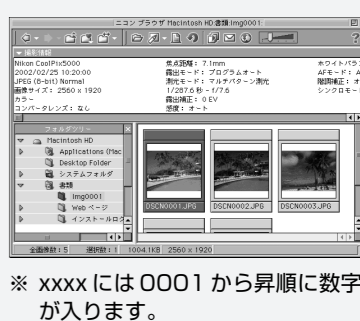 ニコン ブラウザ Macintosh HD:書類:img0001:
撮影情報
Nikon CoolPix5000
2002/02/25 10:20:00
JPEG (8-bit) Normal
画像サイズ: 2560 x 1920
カラー
コンバータレンズ: なし
焦点距離: 7.1mm
露出モード: プログラムオート
測光モード: マルチパターン測光
1/287.6 秒 - f/7.6
露出補正: 0 EV
感度: オート
ホワイトバラ
AFモード: A
階調補正: オ
シンクロモード
フォルダツリー
Macintosh HD
Applications (Mac
Desktop Folder
システムフォルダ
書類
img0001
Web ページ
インストールログ
DSCN0001.JPG
DSCN0002.JPG
DSCN0003.JPG
全画像数: 5 選択数: 1 1004.1KB 2560 x 1920
※ xxxx には 0001 から昇順に数字
が入ります。